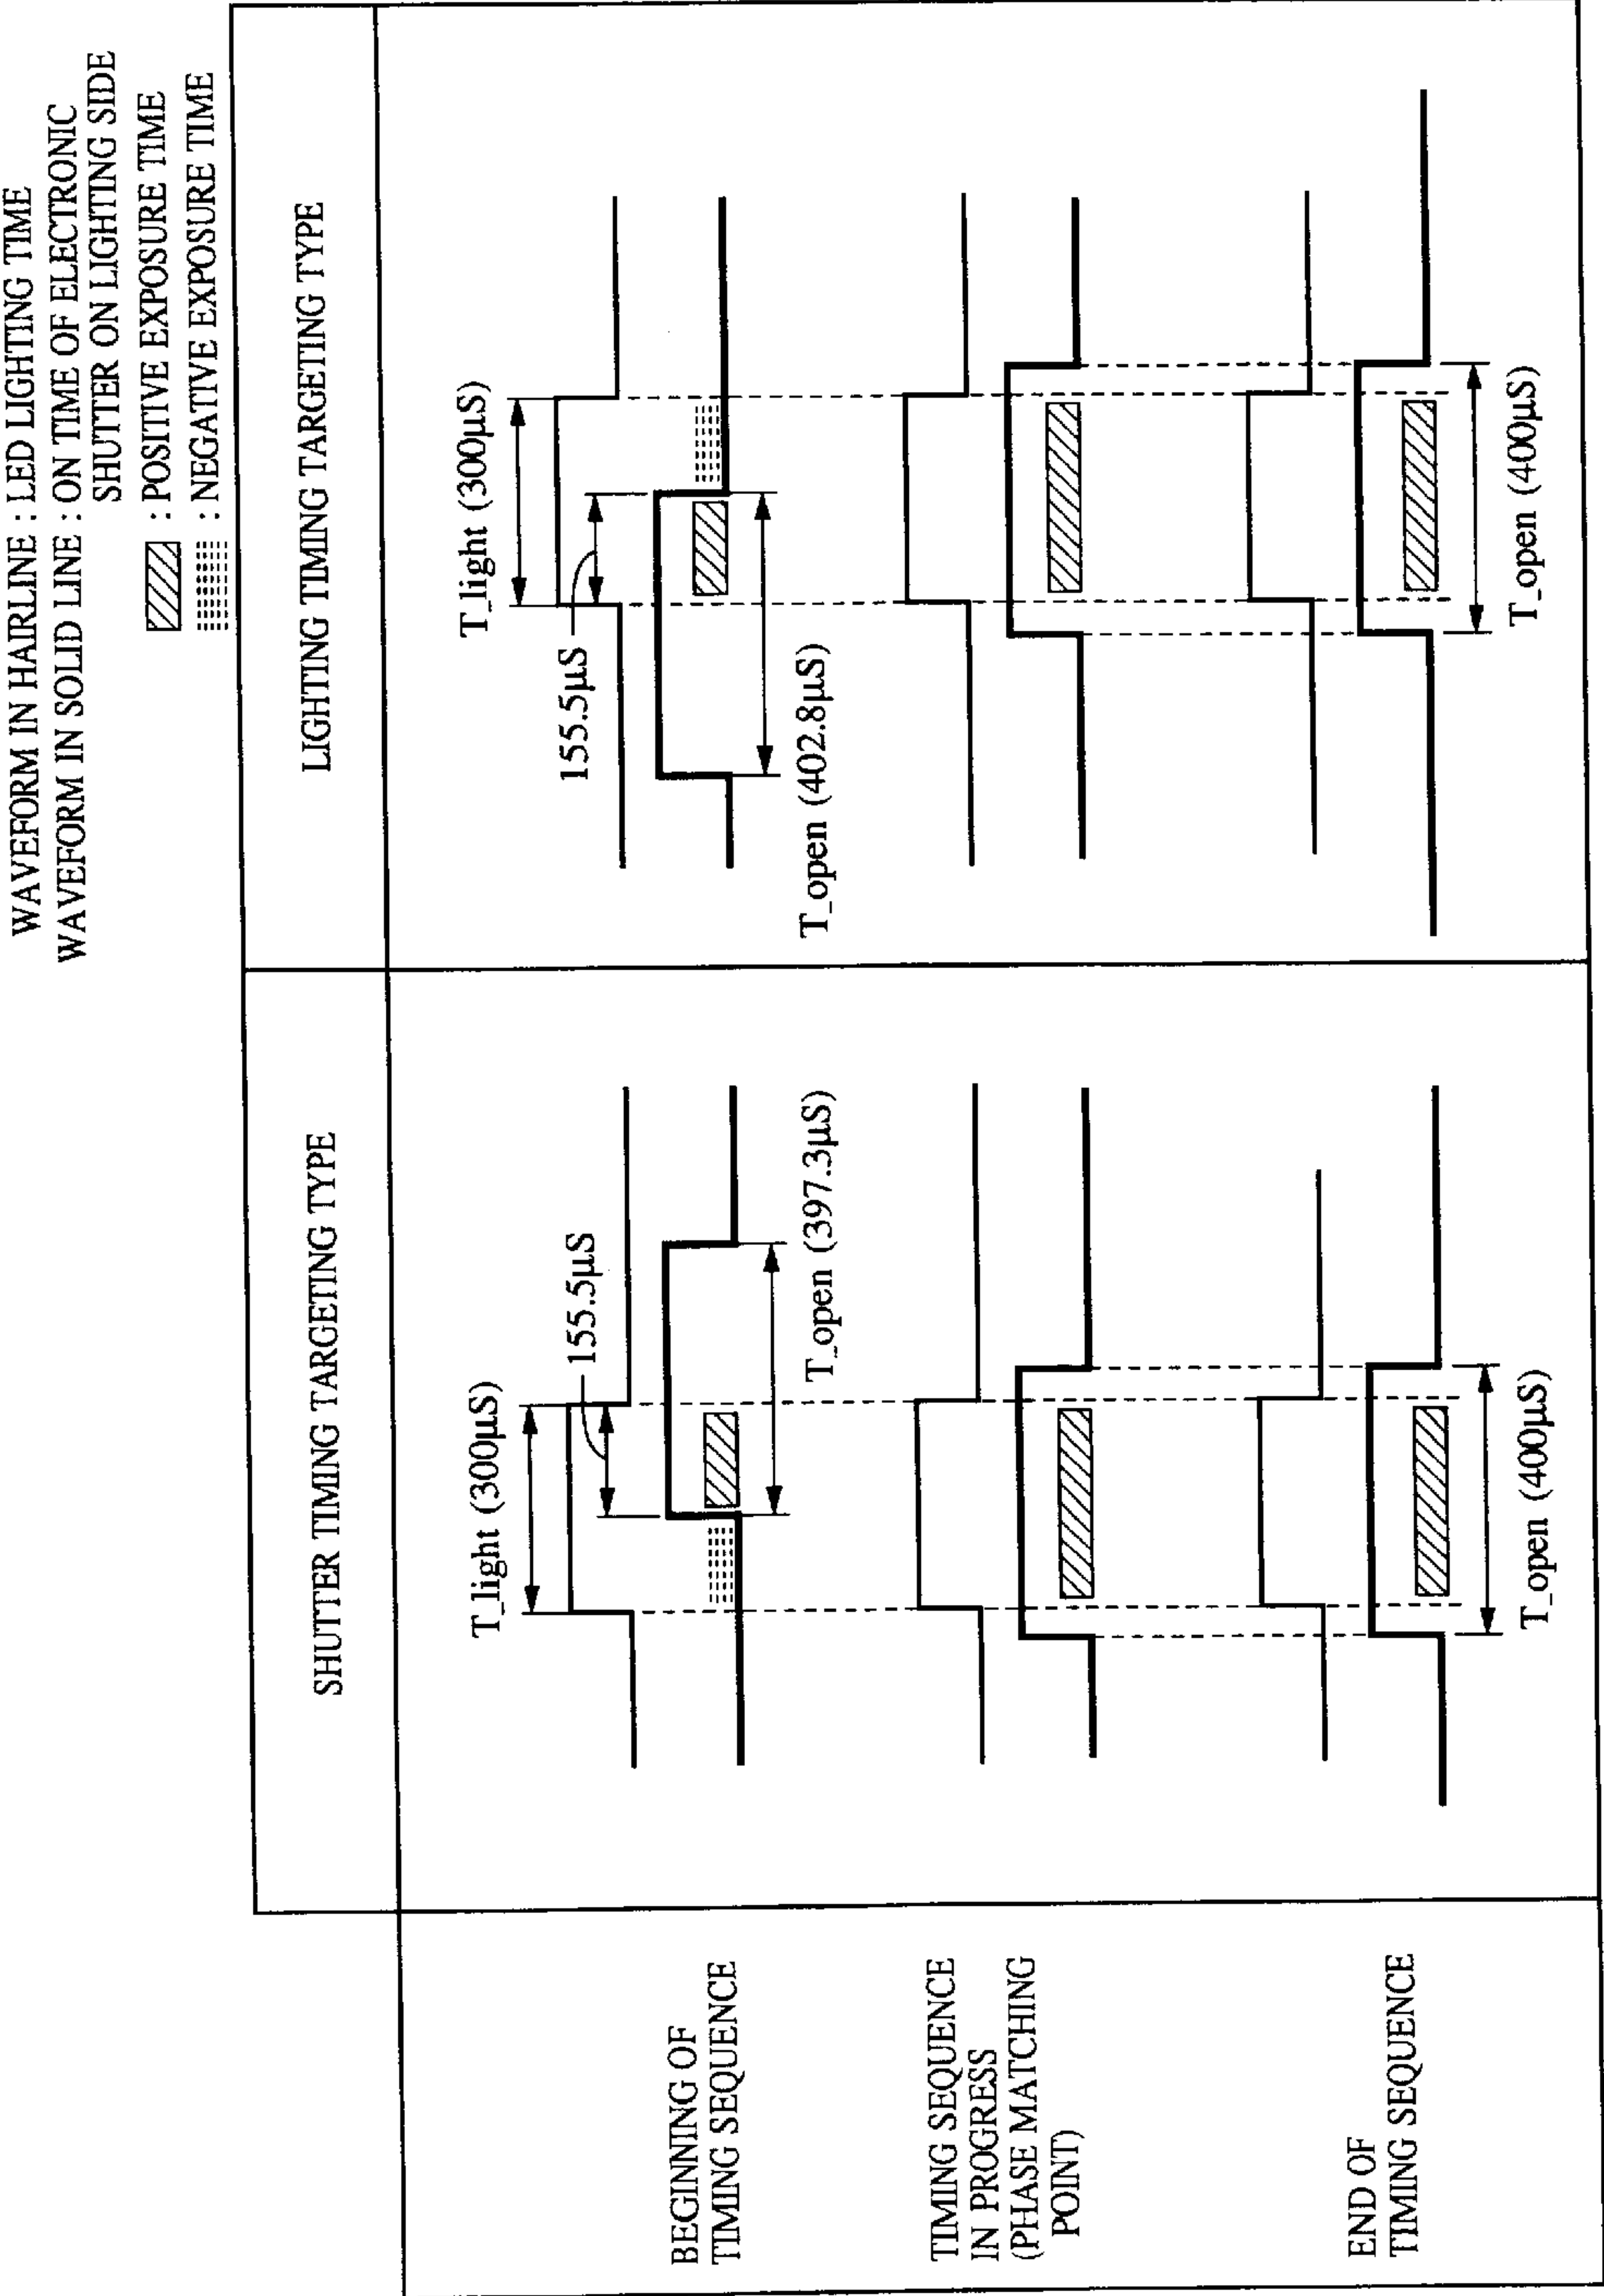 WAVEFORM IN HAIRLINE : LED LIGHTING TIME
WAVEFORM IN SOLID LINE : ON TIME OF ELECTRONIC
SHUTTER ON LIGHTING SIDE
: POSITIVE EXPOSURE TIME
: NEGATIVE EXPOSURE TIME
SHUTTER TIMING TARGETING TYPE
LIGHTING TIMING TARGETING TYPE
BEGINNING OF
TIMING SEQUENCE
T_light (300µS)
155.5µS
T_open (397.3µS)
T_light (300µS)
155.5µS
T_open (402.8µS)
TIMING SEQUENCE
IN PROGRESS
(PHASE MATCHING
POINT)
END OF
TIMING SEQUENCE
T_open (400µS)
T_open (400µS)